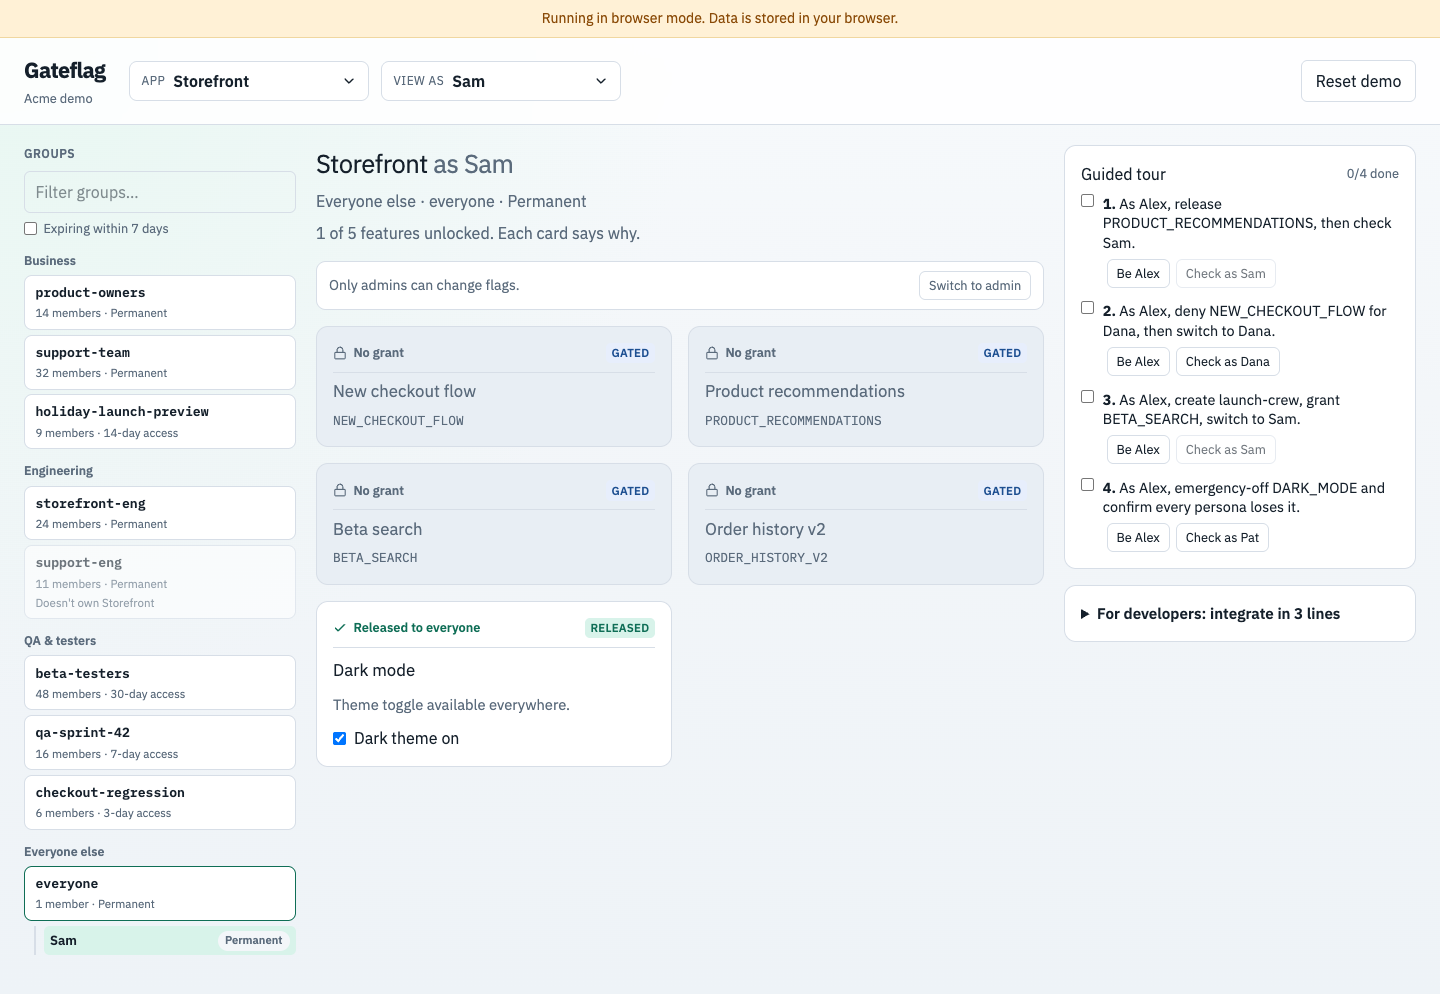 Running in browser mode. Data is stored in your browser.
Gateflag
Acme demo
APP Storefront
VIEW AS Sam
Reset demo
GROUPS
Filter groups...
Expiring within 7 days
Business
product-owners
14 members · Permanent
support-team
32 members · Permanent
holiday-launch-preview
9 members · 14-day access
Engineering
storefront-eng
24 members · Permanent
support-eng
11 members · Permanent
Doesn't own Storefront
QA & testers
beta-testers
48 members · 30-day access
qa-sprint-42
16 members · 7-day access
checkout-regression
6 members · 3-day access
Everyone else
everyone
1 member · Permanent
Sam Permanent
Storefront as Sam
Everyone else · everyone · Permanent
1 of 5 features unlocked. Each card says why.
Only admins can change flags.
Switch to admin
No grant GATED
New checkout flow
NEW_CHECKOUT_FLOW
No grant GATED
Product recommendations
PRODUCT_RECOMMENDATIONS
No grant GATED
Beta search
BETA_SEARCH
No grant GATED
Order history v2
ORDER_HISTORY_V2
Released to everyone RELEASED
Dark mode
Theme toggle available everywhere.
Dark theme on
Guided tour 0/4 done
1. As Alex, release
PRODUCT_RECOMMENDATIONS, then check
Sam.
Be Alex Check as Sam
2. As Alex, deny NEW_CHECKOUT_FLOW for
Dana, then switch to Dana.
Be Alex Check as Dana
3. As Alex, create launch-crew, grant
BETA_SEARCH, switch to Sam.
Be Alex Check as Sam
4. As Alex, emergency-off DARK_MODE and
confirm every persona loses it.
Be Alex Check as Pat
For developers: integrate in 3 lines